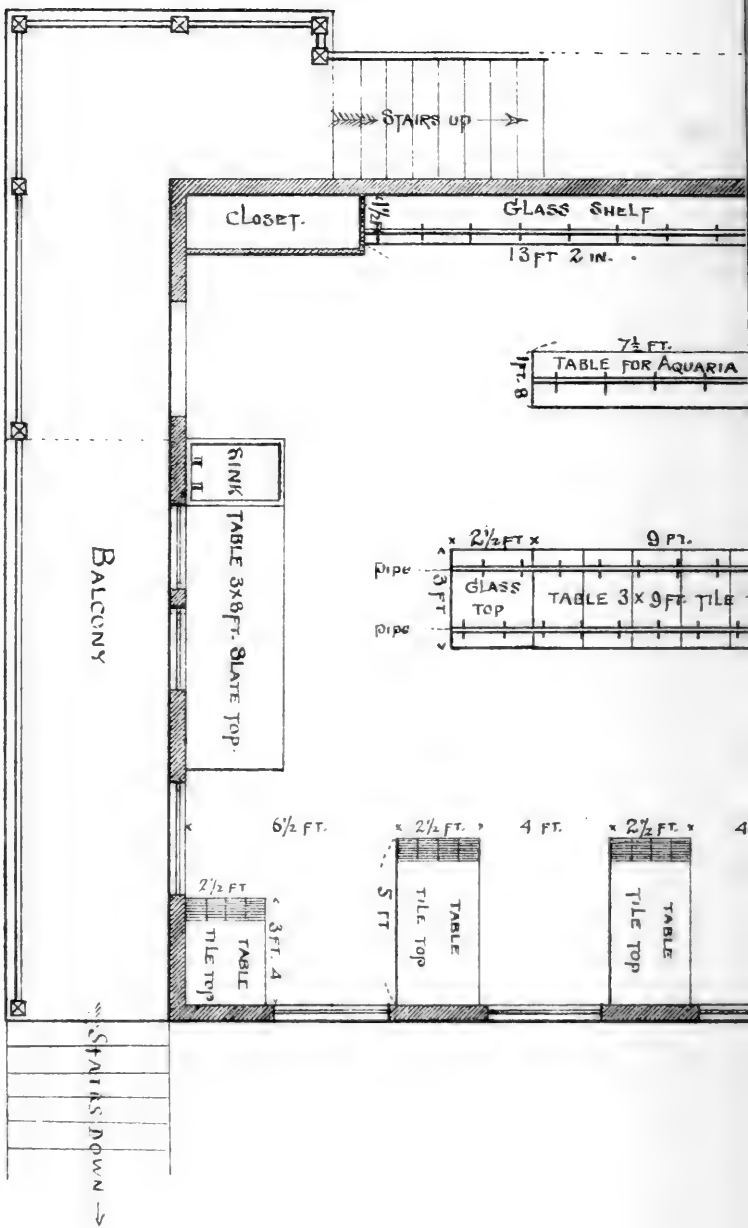 STAIRS UP
CLOSET.
1½ FT
GLASS SHELF
13 FT 2 IN.
7½ FT.
1 FT. 8
TABLE FOR AQUARIA
SINK
TABLE 3×8 FT. SLATE TOP.
BALCONY
× 2½ FT ×
9 FT.
PIPE
3 FT
GLASS
TOP
TABLE 3 × 9 FT. TILE
PIPE
× 6½ FT.
× 2½ FT. ×
4 FT.
× 2½ FT. ×
4
2½ FT
3 FT. 4
TABLE
TILE TOP
5 FT
TABLE
TILE TOP
TABLE
TILE TOP
STAIRS DOWN